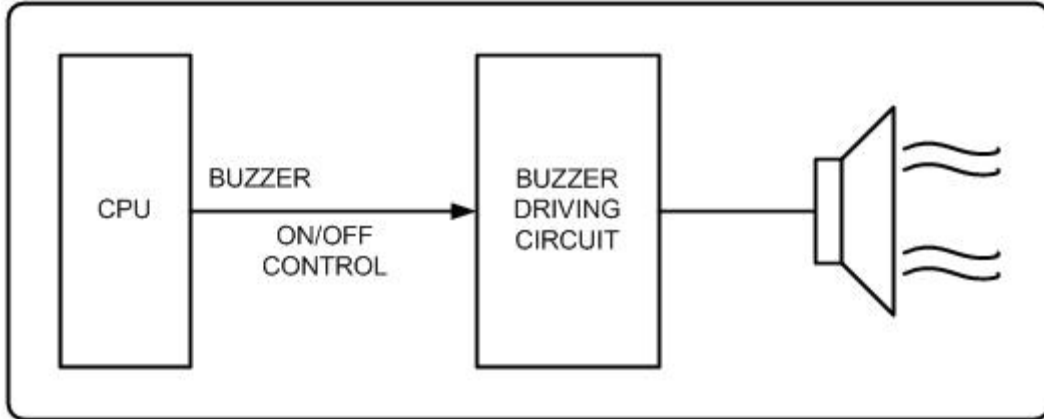 CPU
BUZZER
ON/OFF
CONTROL
BUZZER
DRIVING
CIRCUIT